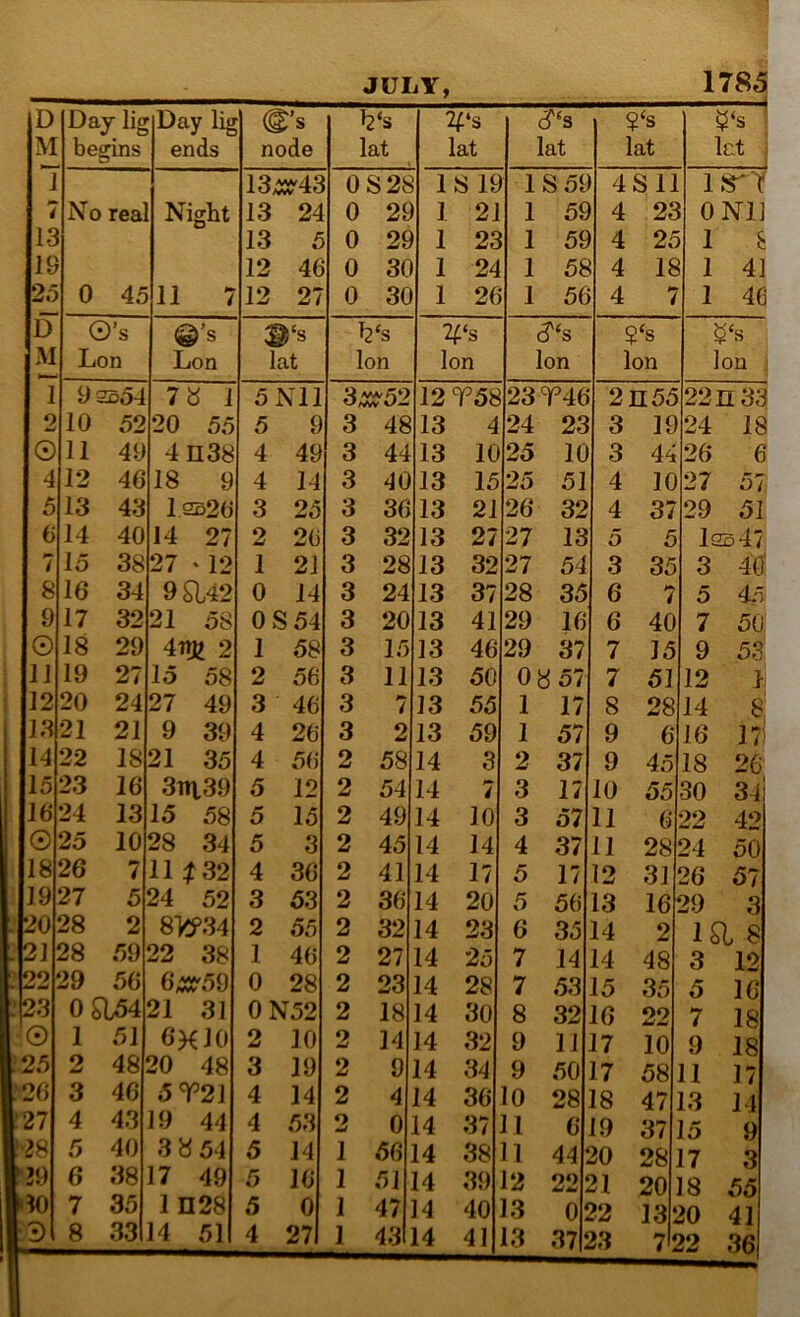 JULY, 1785
D Day lig Day lig ☊'s ♄'s ♃'s ♂'s ♀'s ☿'s
M begins ends node lat lat lat lat lat
1 13♒43 0 S 28 1 S 19 1 S 59 4 S 11
7 No real Night 13 24 0 29 1 21 1 59 4 23 0 N 11
13 13 5 0 29 1 23 1 59 4 25 1 8
19 12 46 0 30 1 24 1 58 4 18 1 41
25 0 45 11 7 12 27 0 30 1 26 1 56 4 7 1 46
D ☉'s ☽'s ☽'s ♄'s ♃'s ♂'s ♀'s ☿'s
M Lon Lon lat lon lon lon lon lon
1 9♋54 7♉ 1 5 N11 3♒52 12♈58 23♈46 2♊55 22♊33
2 10 52 20 55 5 9 3 48 13 4 24 23 3 19 24 18
☉ 11 49 4♊38 4 49 3 44 13 10 25 10 3 44 26 6
4 12 46 18 9 4 14 3 40 13 15 25 51 4 10 27 57
5 13 43 1♋26 3 25 3 36 13 21 26 32 4 37 29 51
6 14 40 14 27 2 26 3 32 13 27 27 13 5 5 1♋47
7 15 38 27 12 1 21 3 28 13 32 27 54 3 35 3 46
8 16 34 9♌42 0 14 3 24 13 37 28 35 6 7 5 45
9 17 32 21 58 0 S 54 3 20 13 41 29 16 6 40 7 50
☉ 18 29 4♍ 2 1 58 3 15 13 46 29 37 7 15 9 53
11 19 27 15 58 2 56 3 11 13 50 0♉57 7 51 12 1
12 20 24 27 49 3 46 3 7 13 55 1 17 8 28 14 8
13 21 21 9 39 4 26 3 2 13 59 1 57 9 6 16 17
14 22 18 21 35 4 56 2 58 14 3 2 37 9 45 18 26
15 23 16 3♏39 5 12 2 54 14 7 3 17 10 55 30 34
16 24 13 15 58 5 15 2 49 14 10 3 57 11 6 22 42
☉ 25 10 28 34 5 3 2 45 14 14 4 37 11 28 24 50
18 26 7 11♐32 4 36 2 41 14 17 5 17 12 31 26 57
19 27 5 24 52 3 53 2 36 14 20 5 56 13 16 29 3
20 28 2 8♑34 2 55 2 32 14 23 6 35 14 2 1♌ 8
21 28 59 22 38 1 46 2 27 14 25 7 14 14 48 3 12
22 29 56 6♒59 0 28 2 23 14 28 7 53 15 35 5 16
23 0♌54 21 31 0 N52 2 18 14 30 8 32 16 22 7 18
☉ 1 51 6♓10 2 10 2 14 14 32 9 11 17 10 9 18
25 2 48 20 48 3 19 2 9 14 34 9 50 17 58 11 17
26 3 46 5♈21 4 14 2 4 14 36 10 28 18 47 13 14
27 4 43 19 44 4 53 2 0 14 37 11 6 19 37 15 9
28 5 40 3♉54 5 14 1 56 14 38 11 44 20 28 17 3
29 6 38 17 49 5 16 1 51 14 39 12 22 21 20 18 55
30 7 35 1♊28 5 0 1 47 14 40 13 0 22 13 20 41
☉ 8 33 14 51 4 27 1 43 14 41 13 37 23 7 22 36